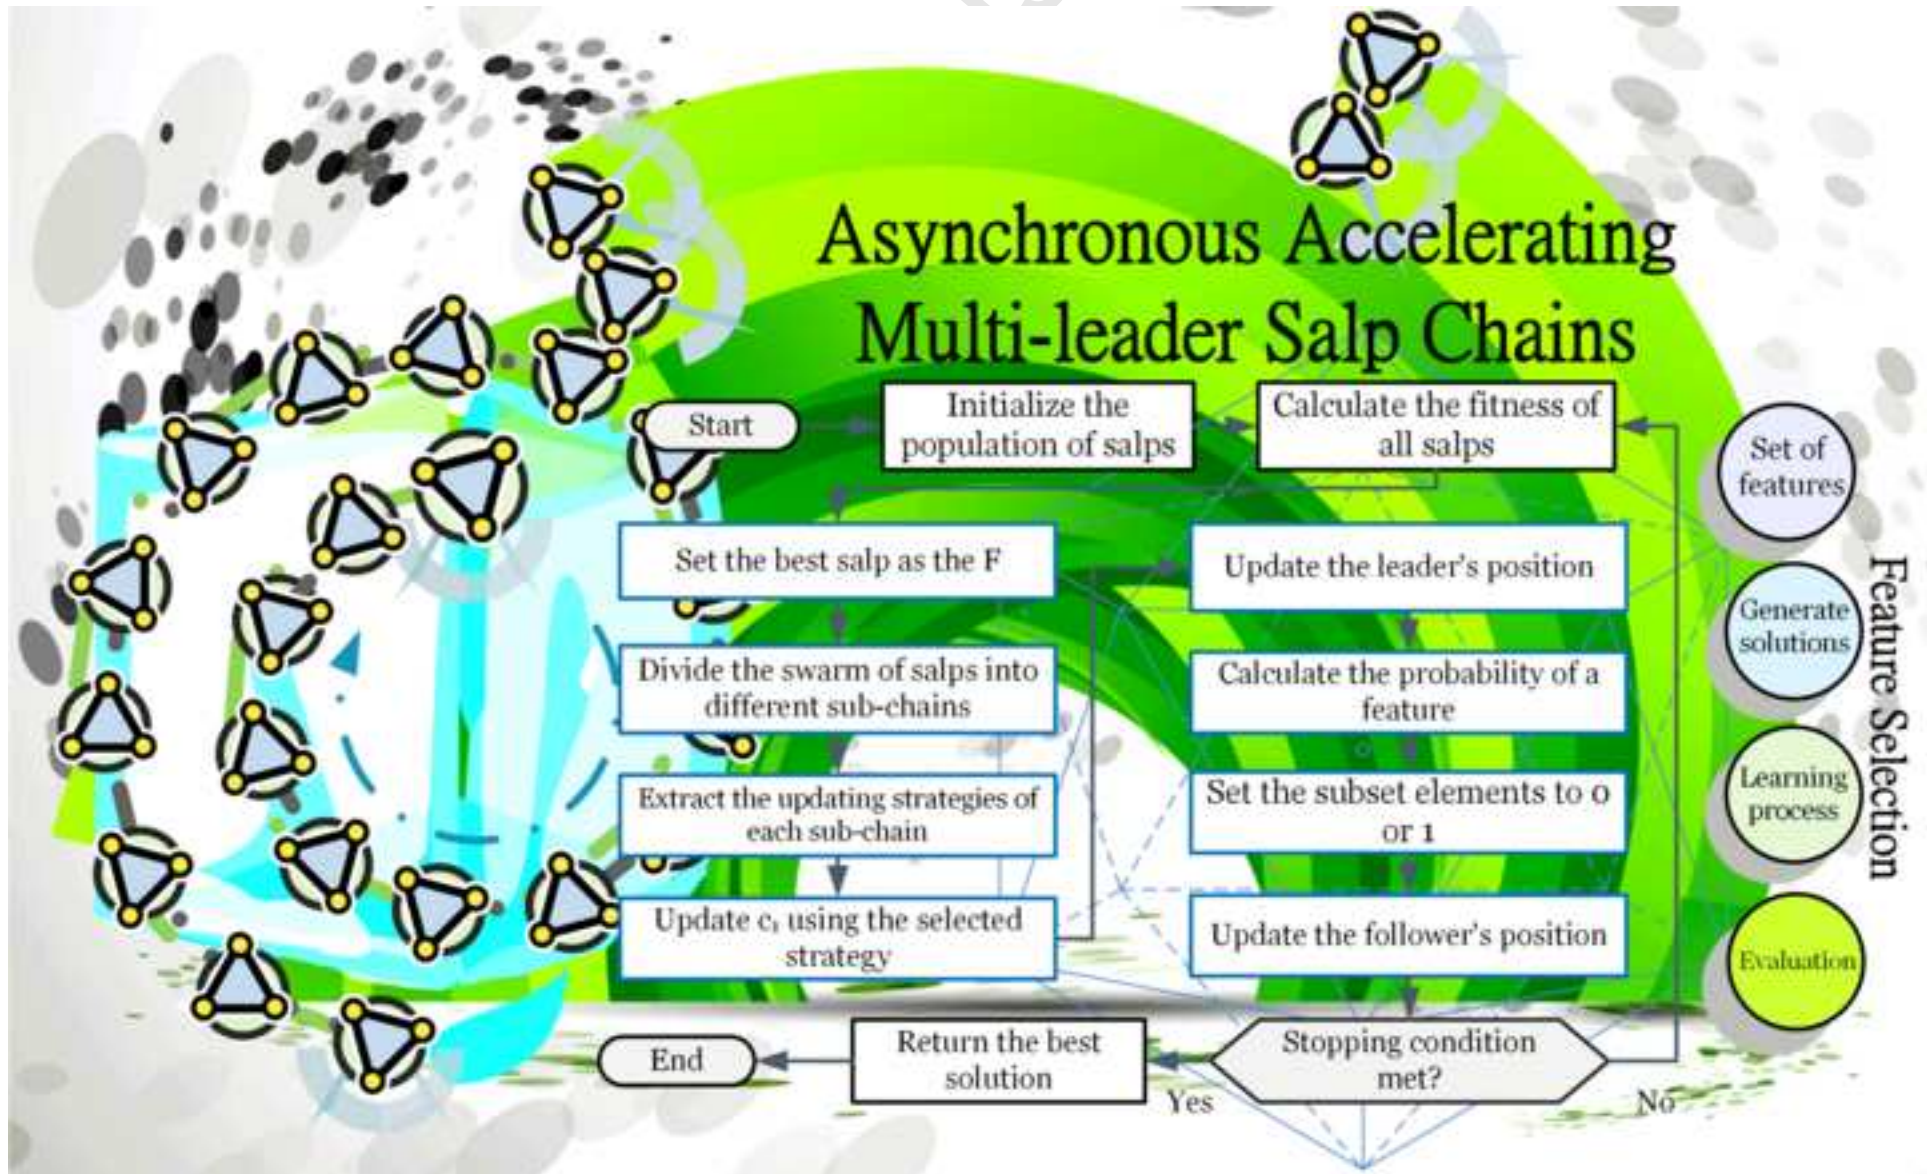 Asynchronous Accelerating
Multi-leader Salp Chains
Start
Initialize the
population of salps
Calculate the fitness of
all salps
Set the best salp as the F
Divide the swarm of salps into
different sub-chains
Extract the updating strategies of
each sub-chain
Update c₁ using the selected
strategy
Update the leader's position
Calculate the probability of a
feature
Set the subset elements to 0
or 1
Update the follower's position
Stopping condition
met?
Yes
No
Return the best
solution
End
Set of
features
Generate
solutions
Learning
process
Evaluation
Feature Selection